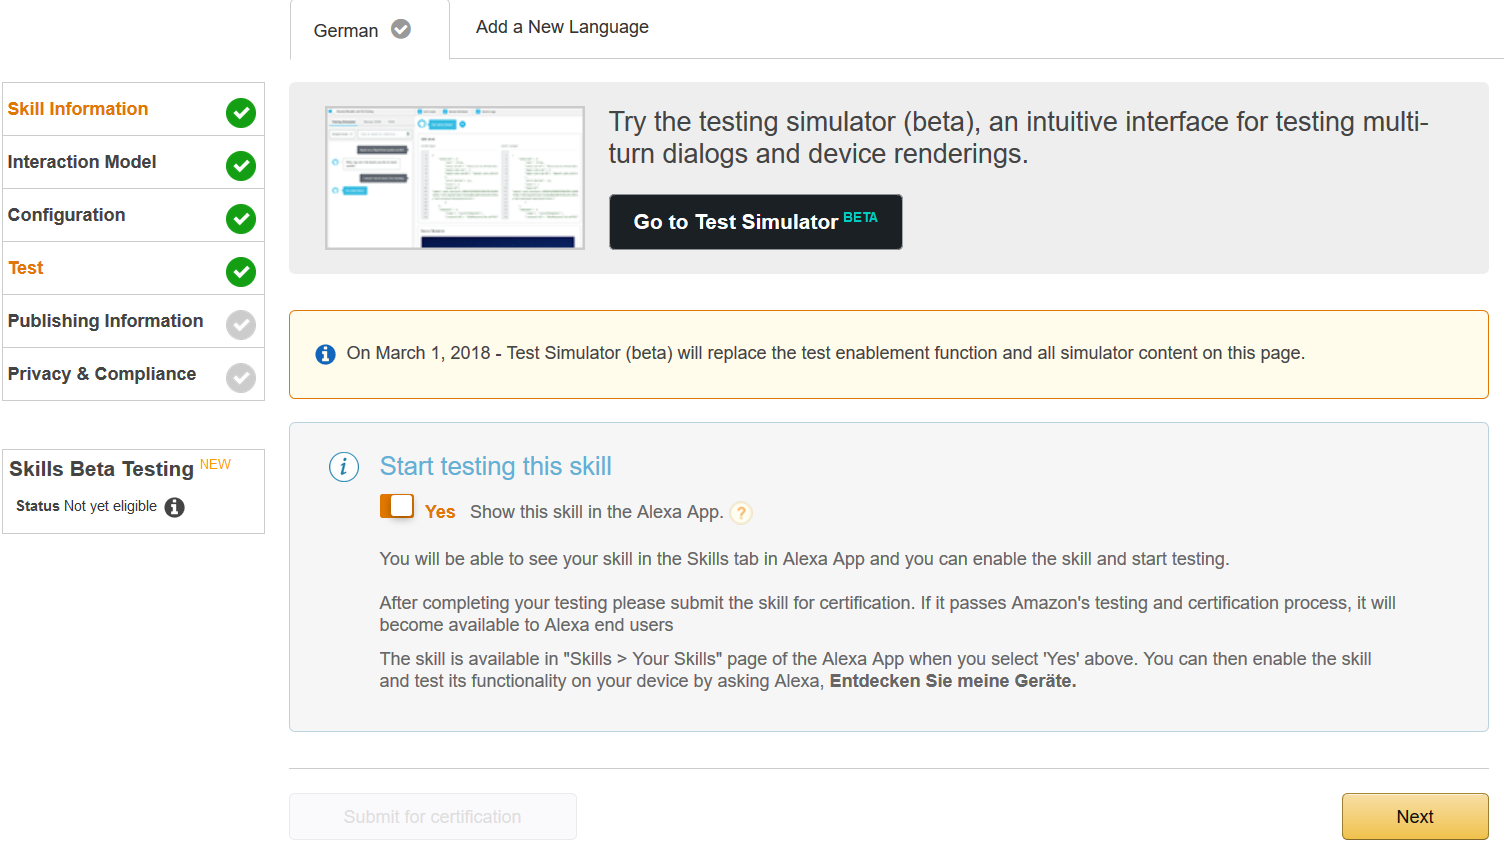 German
Add a New Language
Skill Information
Interaction Model
Configuration
Test
Publishing Information
Privacy & Compliance
Skills Beta Testing NEW
Status Not yet eligible
Try the testing simulator (beta), an intuitive interface for testing multi-
turn dialogs and device renderings.
Go to Test Simulator BETA
On March 1, 2018 - Test Simulator (beta) will replace the test enablement function and all simulator content on this page.
Start testing this skill
Yes Show this skill in the Alexa App. ?
You will be able to see your skill in the Skills tab in Alexa App and you can enable the skill and start testing.
After completing your testing please submit the skill for certification. If it passes Amazon's testing and certification process, it will
become available to Alexa end users
The skill is available in "Skills > Your Skills" page of the Alexa App when you select 'Yes' above. You can then enable the skill
and test its functionality on your device by asking Alexa, Entdecken Sie meine Geräte.
Submit for certification
Next